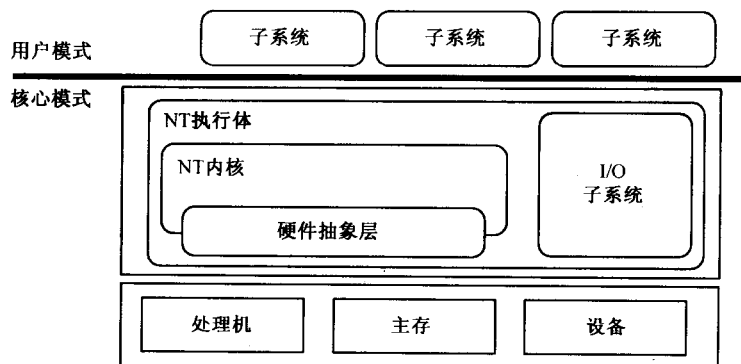 子系统
子系统
子系统
用户模式
核心模式
NT执行体
NT内核
I/O
子系统
硬件抽象层
处理机
主存
设备